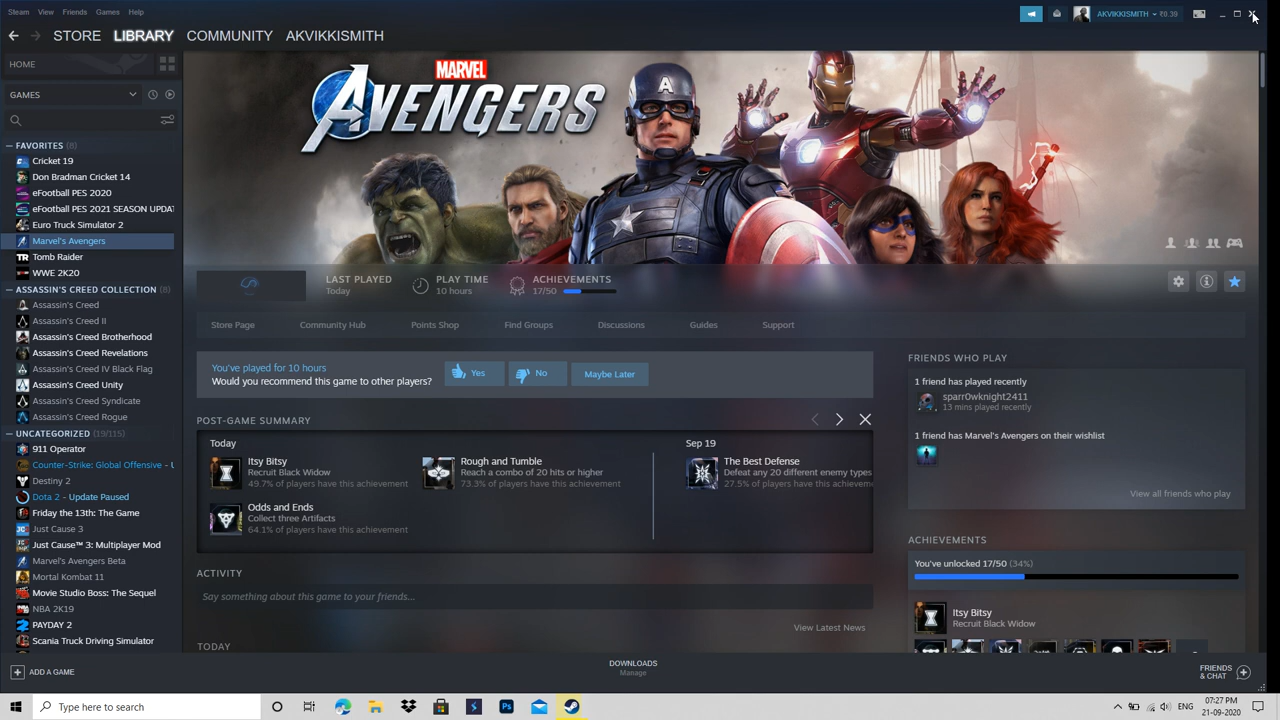 Steam View Friends Games Help
AKVIKKISMITH ₹9.39
STORE LIBRARY COMMUNITY AKVIKKISMITH
HOME
GAMES
FAVORITES (8)
Cricket 19
Don Bradman Cricket 14
eFootball PES 2020
eFootball PES 2021 SEASON UPDA
Euro Truck Simulator 2
Marvel's Avengers
Tomb Raider
WWE 2K20
ASSASSIN'S CREED COLLECTION (8)
Assassin's Creed
Assassin's Creed II
Assassin's Creed Brotherhood
Assassin's Creed Revelations
Assassin's Creed IV Black Flag
Assassin's Creed Unity
Assassin's Creed Syndicate
Assassin's Creed Rogue
UNCATEGORIZED (19/115)
911 Operator
Counter-Strike: Global Offensive - U
Destiny 2
Dota 2 - Update Paused
Friday the 13th: The Game
Just Cause 3
Just Cause™ 3: Multiplayer Mod
Marvel's Avengers Beta
Mortal Kombat 11
Movie Studio Boss: The Sequel
NBA 2K19
PAYDAY 2
Scania Truck Driving Simulator
MARVEL
AVENGERS
LAST PLAYED
Today
PLAY TIME
10 hours
ACHIEVEMENTS
17/50
Store Page Community Hub Points Shop Find Groups Discussions Guides Support
You've played for 10 hours
Would you recommend this game to other players?
Yes No Maybe Later
POST-GAME SUMMARY
Today
Itsy Bitsy
Recruit Black Widow
49.7% of players have this achievement
Rough and Tumble
Reach a combo of 20 hits or higher
73.3% of players have this achievement
Odds and Ends
Collect three Artifacts
64.1% of players have this achievement
Sep 19
The Best Defense
Defeat any 20 different enemy types
27.5% of players have this achievem
ACTIVITY
Say something about this game to your friends...
View Latest News
TODAY
FRIENDS WHO PLAY
1 friend has played recently
sparr0wknight2411
13 mins played recently
1 friend has Marvel's Avengers on their wishlist
View all friends who play
ACHIEVEMENTS
You've unlocked 17/50 (34%)
Itsy Bitsy
Recruit Black Widow
ADD A GAME
DOWNLOADS
Manage
FRIENDS
& CHAT
Type here to search
ENG
07:27 PM
21-09-2020